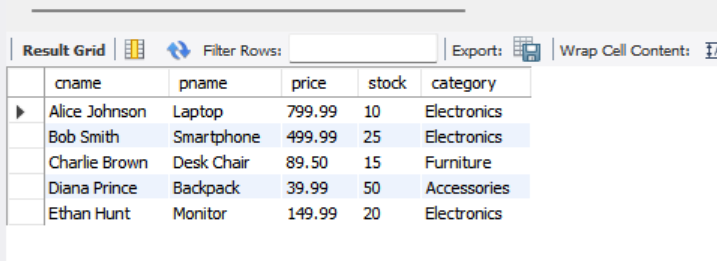 Result Grid Filter Rows: Export: Wrap Cell Content:
cname pname price stock category
Alice Johnson Laptop 799.99 10 Electronics
Bob Smith Smartphone 499.99 25 Electronics
Charlie Brown Desk Chair 89.50 15 Furniture
Diana Prince Backpack 39.99 50 Accessories
Ethan Hunt Monitor 149.99 20 Electronics